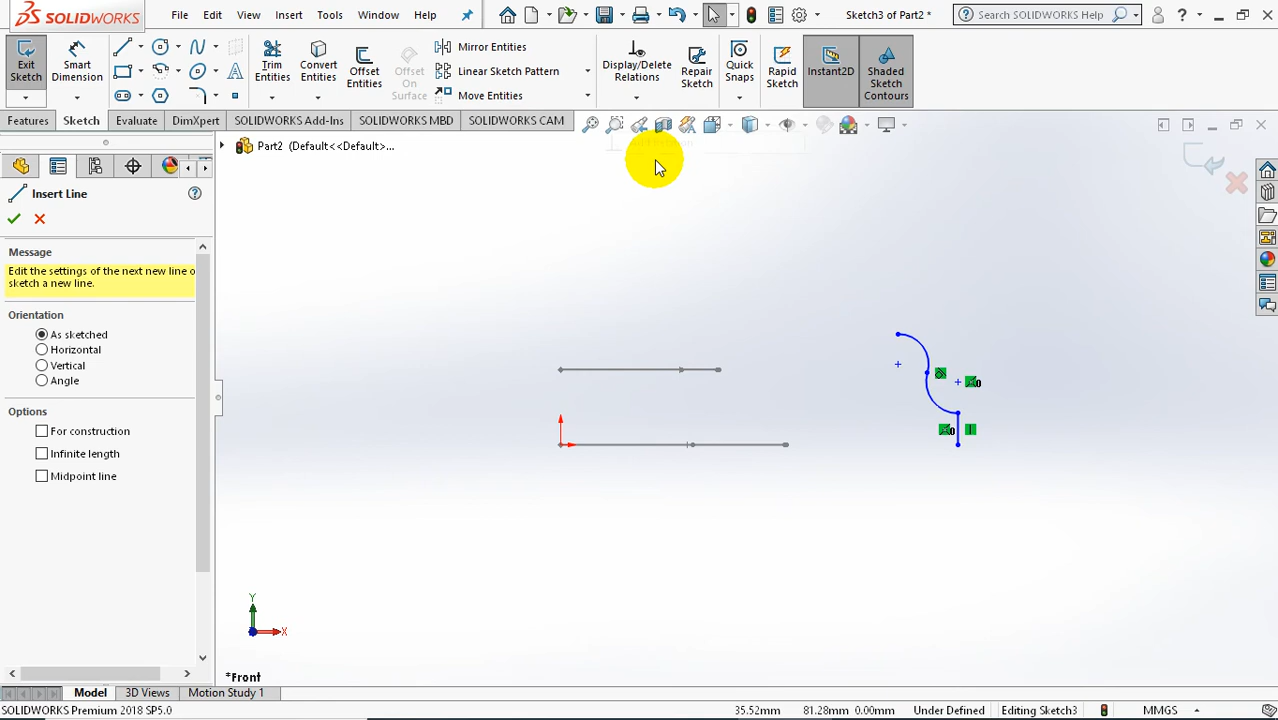 SOLIDWORKS File Edit View Insert Tools Window Help Sketch3 of Part2 * Search SOLIDWORKS Help ?
Exit Sketch Smart Dimension Trim Entities Convert Entities Offset Entities Offset On Surface Mirror Entities Linear Sketch Pattern Move Entities Display/Delete Relations Repair Sketch Quick Snaps Rapid Sketch Instant2D Shaded Sketch Contours
Features Sketch Evaluate DimXpert SOLIDWORKS Add-Ins SOLIDWORKS MBD SOLIDWORKS CAM
Part2 (Default<<Default>...
Insert Line ?
Message
Edit the settings of the next new line o
sketch a new line.
Orientation
As sketched
Horizontal
Vertical
Angle
Options
For construction
Infinite length
Midpoint line
Y
X
*Front
Model 3D Views Motion Study 1
SOLIDWORKS Premium 2018 SP5.0 35.52mm 81.28mm 0.00mm Under Defined Editing Sketch3 MMGS